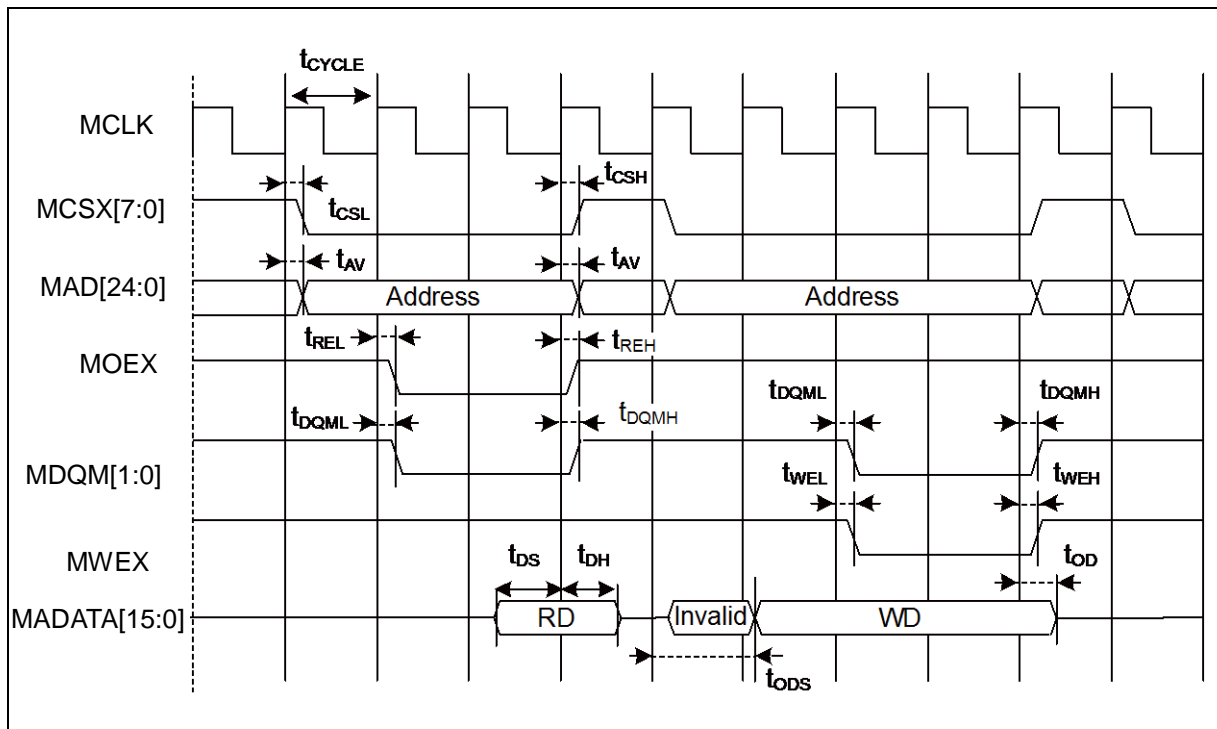 tCYCLE
MCLK
tCSH
MCSX[7:0]
tCSL
tAV
tAV
MAD[24:0]
Address
Address
tREL
tREH
MOEX
tDQML
tDQMH
tDQML
tDQMH
MDQM[1:0]
tWEL
tWEH
MWEX
tDS
tDH
tOD
MADATA[15:0]
RD
Invalid
WD
tODS